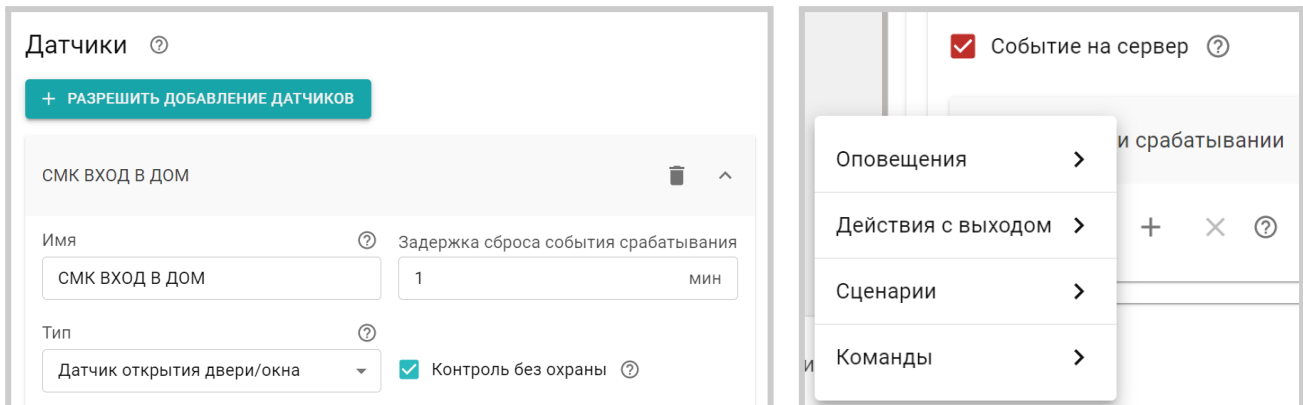 Датчики
+ РАЗРЕШИТЬ ДОБАВЛЕНИЕ ДАТЧИКОВ
СМК ВХОД В ДОМ
Имя
Задержка сброса события срабатывания
СМК ВХОД В ДОМ
1 мин
Тип
Датчик открытия двери/окна
Контроль без охраны
Событие на сервер
и срабатывании
Оповещения
Действия с выходом
Сценарии
Команды